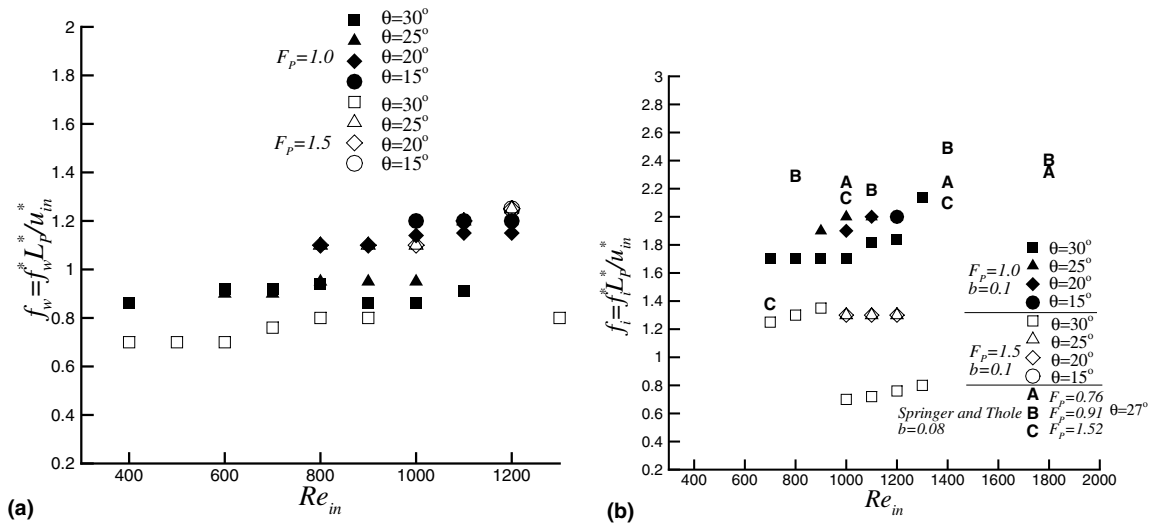 2
1.8
1.6
1.4
1.2
1
0.8
0.6
0.4
0.2
400
600
800
1000
1200
f_w=f_w^*L_P^*/u_in^*
Re_in
F_P=1.0
θ=30°
θ=25°
θ=20°
θ=15°
F_P=1.5
θ=30°
θ=25°
θ=20°
θ=15°
(a)
3
2.8
2.6
2.4
2.2
2
1.8
1.6
1.4
1.2
1
0.8
0.6
0.4
0.2
400
600
800
1000
1200
1400
1600
1800
2000
f_i=f_i^*L_P^*/u_in^*
Re_in
B
A
C
B
B
A
C
B
A
C
F_P=1.0
b=0.1
θ=30°
θ=25°
θ=20°
θ=15°
F_P=1.5
b=0.1
θ=30°
θ=25°
θ=20°
θ=15°
Springer and Thole
b=0.08
A F_P=0.76
B F_P=0.91 θ=27°
C F_P=1.52
(b)